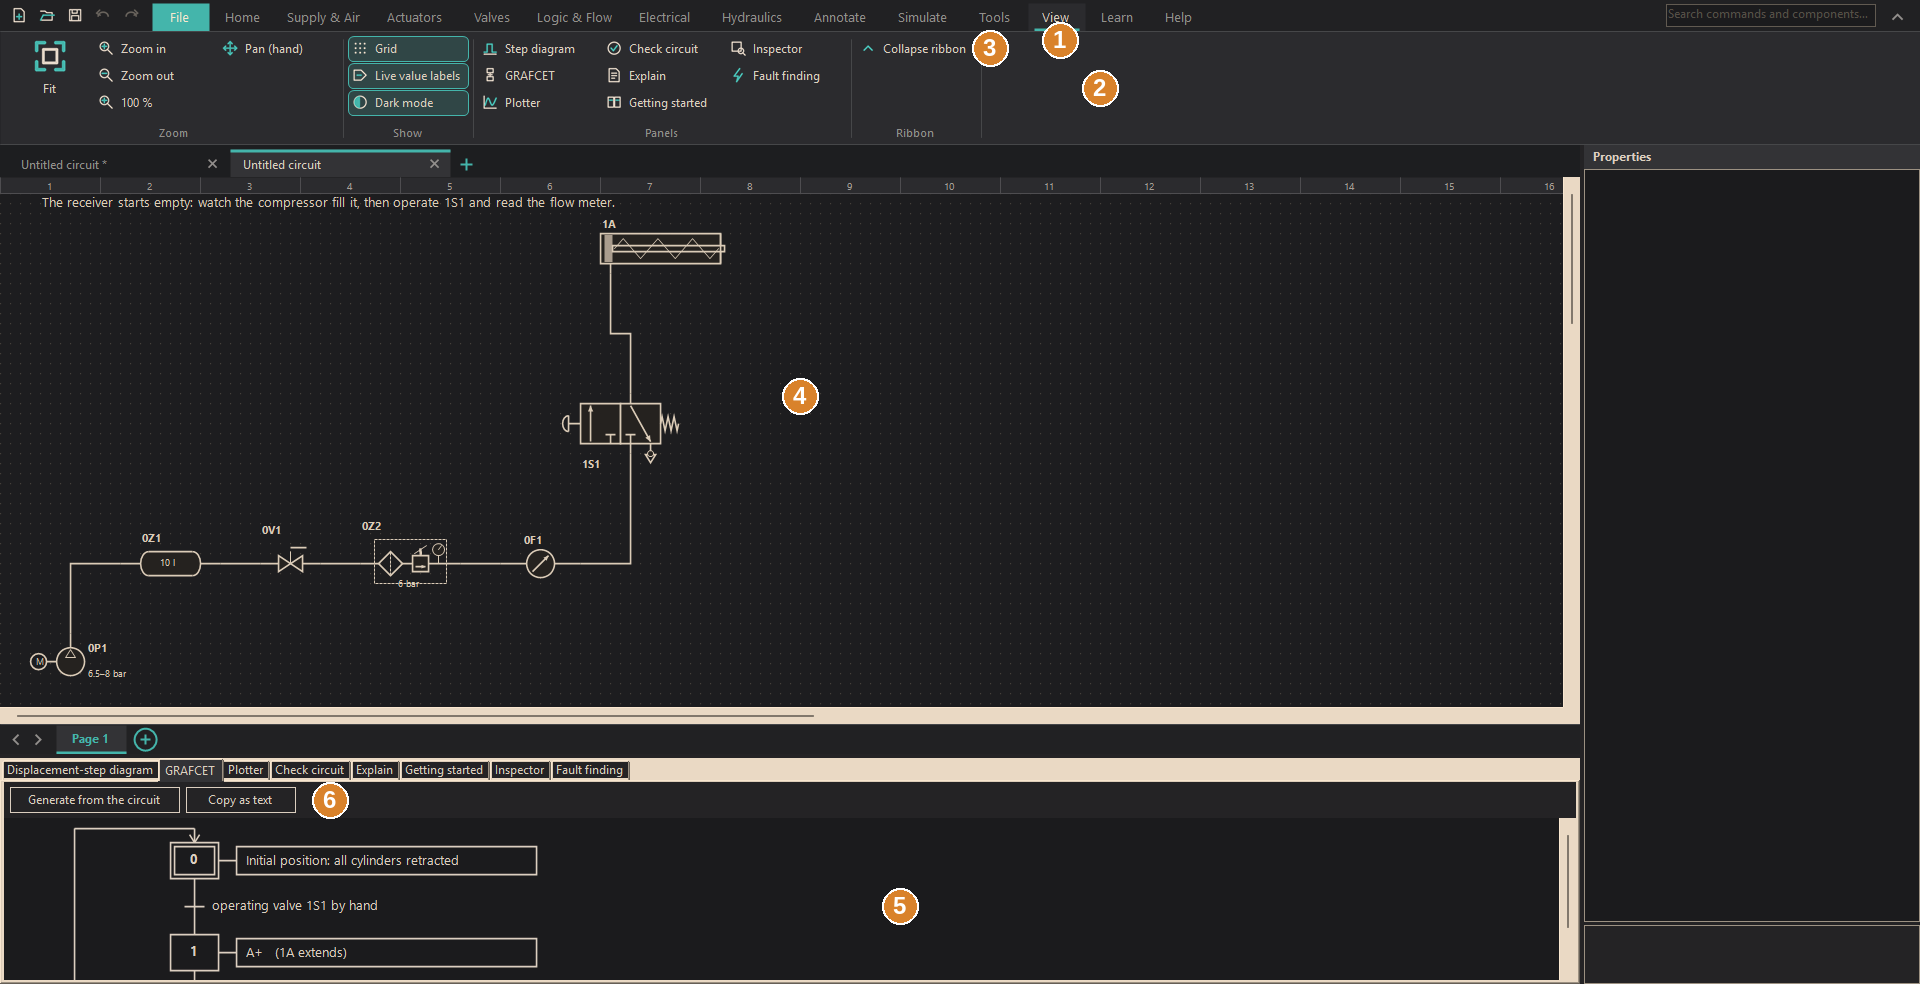 File Home Supply & Air Actuators Valves Logic & Flow Electrical Hydraulics Annotate Simulate Tools View Learn Help Search commands and components...
1
Fit
Zoom in
Zoom out
100 %
Pan (hand)
Zoom
Grid
Live value labels
Dark mode
Show
Step diagram
GRAFCET
Plotter
Check circuit
Explain
Getting started
Inspector
Fault finding
Panels
Collapse ribbon
3
Ribbon
2
Untitled circuit *
Untitled circuit
Properties
1 2 3 4 5 6 7 8 9 10 11 12 13 14 15 16
The receiver starts empty: watch the compressor fill it, then operate 1S1 and read the flow meter.
1A
4
1S1
0Z1
10 l
0V1
0Z2
6 bar
0F1
M
0P1
6.5–8 bar
Page 1
Displacement-step diagram GRAFCET Plotter Check circuit Explain Getting started Inspector Fault finding
Generate from the circuit Copy as text 6
0 Initial position: all cylinders retracted
operating valve 1S1 by hand
5
1 A+ (1A extends)